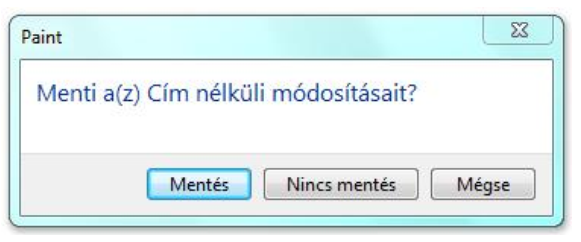 Paint
Menti a(z) Cím nélküli módosításait?
Mentés
Nincs mentés
Mégse